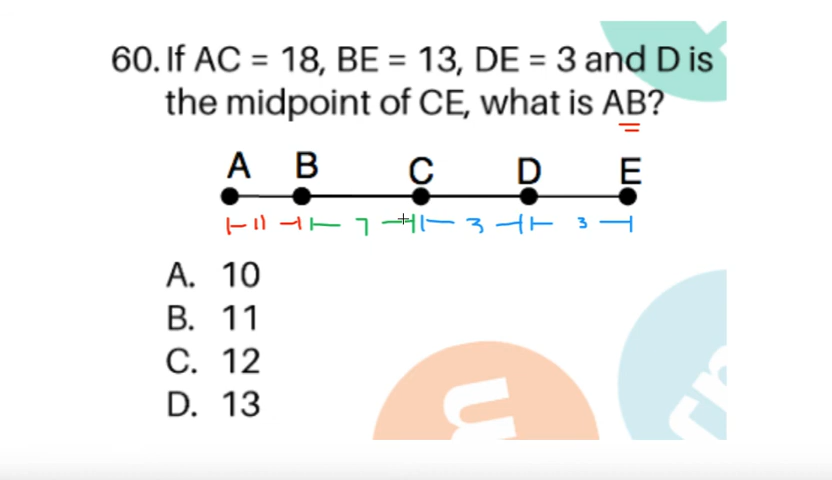 60. If AC = 18, BE = 13, DE = 3 and D is
the midpoint of CE, what is AB?
A B C D E
11 7 3 3
A. 10
B. 11
C. 12
D. 13